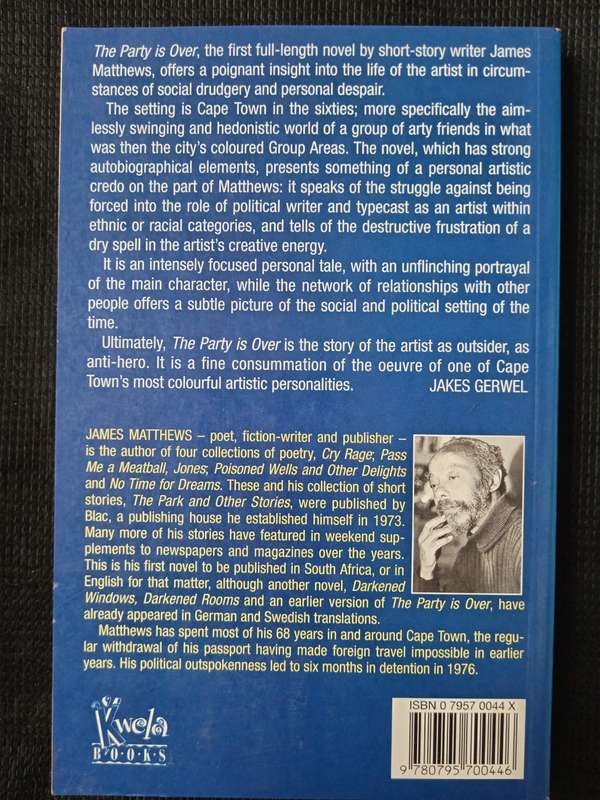 The Party is Over, the first full-length novel by short-story writer James
Matthews, offers a poignant insight into the life of the artist in circum-
stances of social drudgery and personal despair.
The setting is Cape Town in the sixties; more specifically the aim-
lessly swinging and hedonistic world of a group of arty friends in what
was then the city's coloured Group Areas. The novel, which has strong
autobiographical elements, presents something of a personal artistic
credo on the part of Matthews: it speaks of the struggle against being
forced into the role of political writer and typecast as an artist within
ethnic or racial categories, and tells of the destructive frustration of a
dry spell in the artist's creative energy.
It is an intensely focused personal tale, with an unflinching portrayal
of the main character, while the network of relationships with other
people offers a subtle picture of the social and political setting of the
time.
Ultimately, The Party is Over is the story of the artist as outsider, as
anti-hero. It is a fine consummation of the oeuvre of one of Cape
Town's most colourful artistic personalities. JAKES GERWEL
JAMES MATTHEWS – poet, fiction-writer and publisher –
is the author of four collections of poetry, Cry Rage; Pass
Me a Meatball, Jones; Poisoned Wells and Other Delights
and No Time for Dreams. These and his collection of short
stories, The Park and Other Stories, were published by
Blac, a publishing house he established himself in 1973.
Many more of his stories have featured in weekend sup-
plements to newspapers and magazines over the years.
This is his first novel to be published in South Africa, or in
English for that matter, although another novel, Darkened
Windows, Darkened Rooms and an earlier version of The Party is Over, have
already appeared in German and Swedish translations.
Matthews has spent most of his 68 years in and around Cape Town, the regu-
lar withdrawal of his passport having made foreign travel impossible in earlier
years. His political outspokenness led to six months in detention in 1976.
Kwela
B·O·O·K·S
ISBN 0 7957 0044 X
9 780795 700446